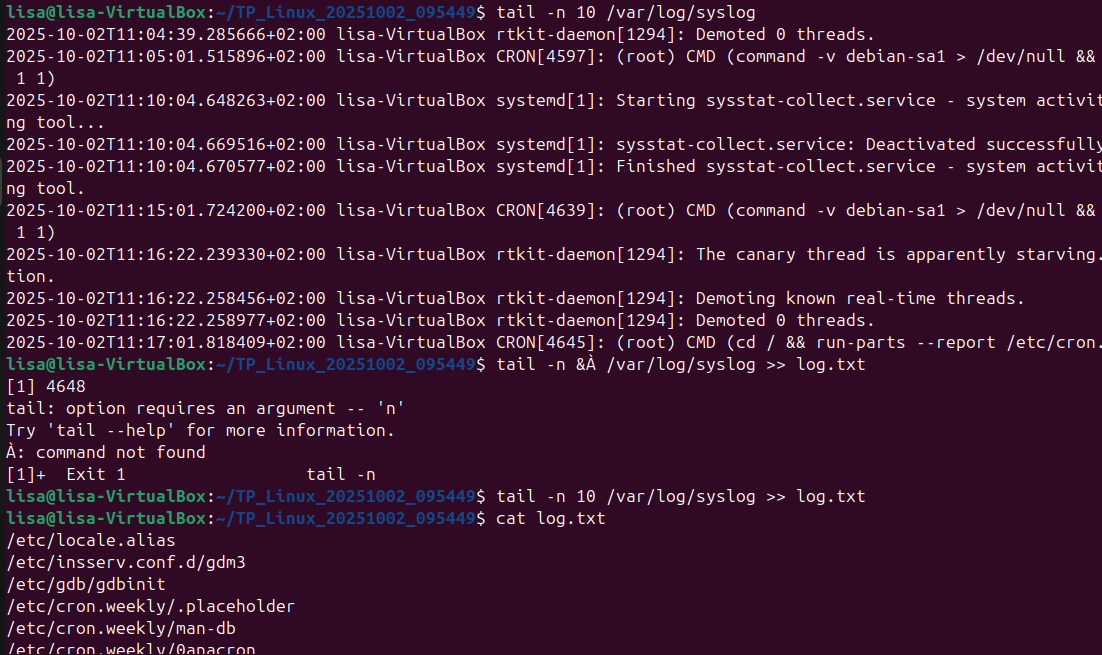 lisa@lisa-VirtualBox:~/TP_Linux_20251002_095449$ tail -n 10 /var/log/syslog
2025-10-02T11:04:39.285666+02:00 lisa-VirtualBox rtkit-daemon[1294]: Demoted 0 threads.
2025-10-02T11:05:01.515896+02:00 lisa-VirtualBox CRON[4597]: (root) CMD (command -v debian-sa1 > /dev/null &&
 1 1)
2025-10-02T11:10:04.648263+02:00 lisa-VirtualBox systemd[1]: Starting sysstat-collect.service - system activit
ng tool...
2025-10-02T11:10:04.669516+02:00 lisa-VirtualBox systemd[1]: sysstat-collect.service: Deactivated successfully
2025-10-02T11:10:04.670577+02:00 lisa-VirtualBox systemd[1]: Finished sysstat-collect.service - system activit
ng tool.
2025-10-02T11:15:01.724200+02:00 lisa-VirtualBox CRON[4639]: (root) CMD (command -v debian-sa1 > /dev/null &&
 1 1)
2025-10-02T11:16:22.239330+02:00 lisa-VirtualBox rtkit-daemon[1294]: The canary thread is apparently starving.
tion.
2025-10-02T11:16:22.258456+02:00 lisa-VirtualBox rtkit-daemon[1294]: Demoting known real-time threads.
2025-10-02T11:16:22.258977+02:00 lisa-VirtualBox rtkit-daemon[1294]: Demoted 0 threads.
2025-10-02T11:17:01.818409+02:00 lisa-VirtualBox CRON[4645]: (root) CMD (cd / && run-parts --report /etc/cron.
lisa@lisa-VirtualBox:~/TP_Linux_20251002_095449$ tail -n &À /var/log/syslog >> log.txt
[1] 4648
tail: option requires an argument -- 'n'
Try 'tail --help' for more information.
À: command not found
[1]+  Exit 1                  tail -n
lisa@lisa-VirtualBox:~/TP_Linux_20251002_095449$ tail -n 10 /var/log/syslog >> log.txt
lisa@lisa-VirtualBox:~/TP_Linux_20251002_095449$ cat log.txt
/etc/locale.alias
/etc/insserv.conf.d/gdm3
/etc/gdb/gdbinit
/etc/cron.weekly/.placeholder
/etc/cron.weekly/man-db
/etc/cron.weekly/0anacron